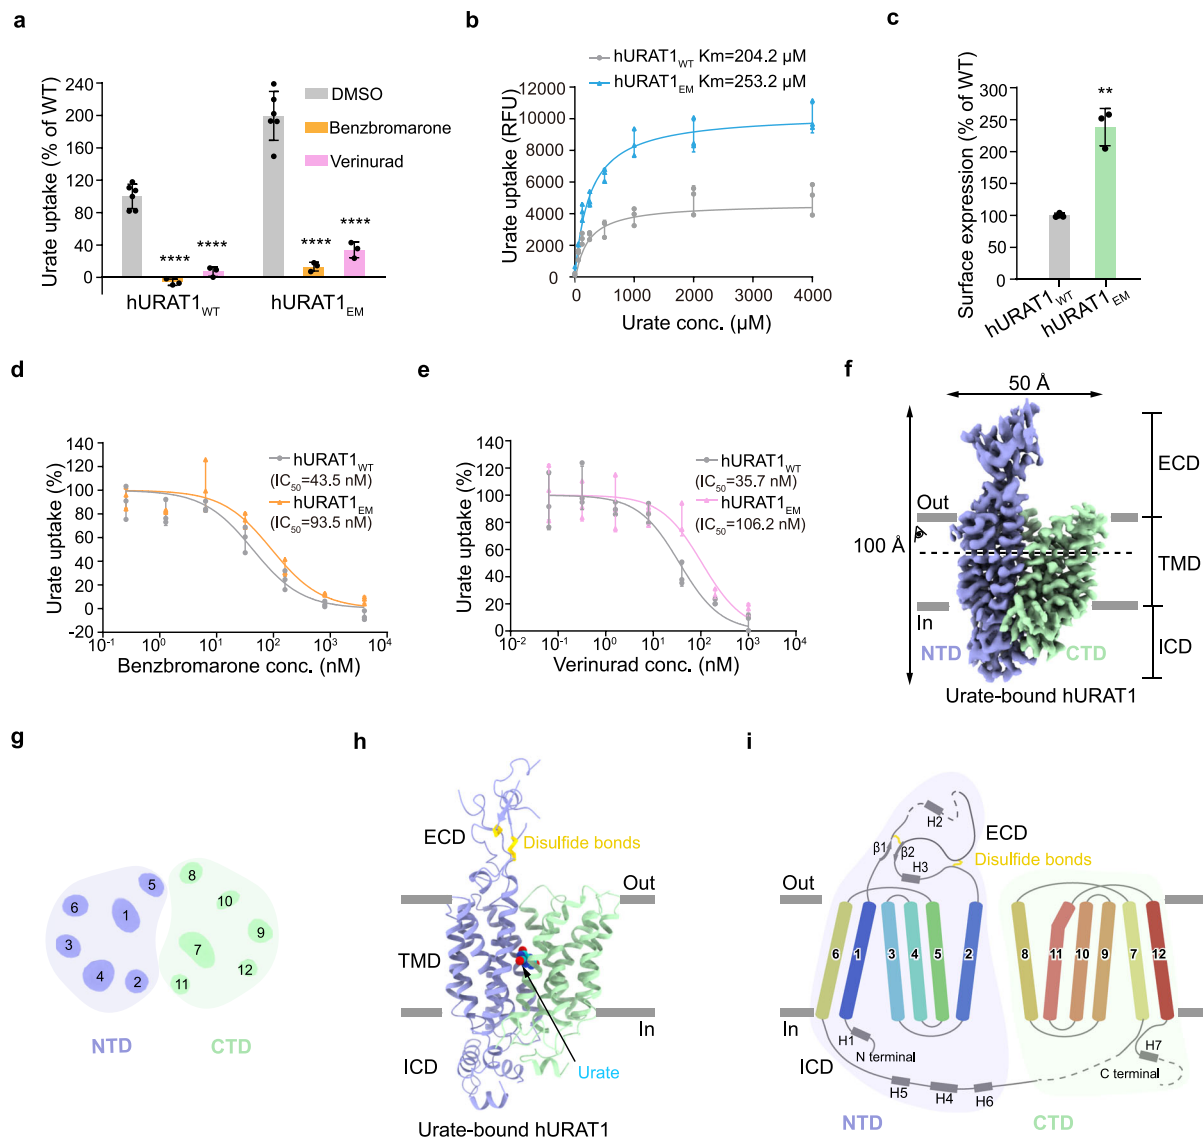 a
Urate uptake (% of WT)
240
200
160
120
80
40
0
DMSO
Benzbromarone
Verinurad
****
****
****
****
hURAT1WT
hURAT1EM
b
hURAT1WT Km=204.2 μM
hURAT1EM Km=253.2 μM
Urate uptake (RFU)
12000
10000
8000
6000
4000
2000
0
0
1000
2000
3000
4000
Urate conc. (μM)
c
Surface expression (% of WT)
300
250
200
150
100
50
0
**
hURAT1WT
hURAT1EM
d
Urate uptake (%)
140
120
100
80
60
40
20
0
-20
hURAT1WT
(IC50=43.5 nM)
hURAT1EM
(IC50=93.5 nM)
10-1
100
101
102
103
104
Benzbromarone conc. (nM)
e
Urate uptake (%)
140
120
100
80
60
40
20
0
hURAT1WT
(IC50=35.7 nM)
hURAT1EM
(IC50=106.2 nM)
10-2
10-1
100
101
102
103
104
Verinurad conc. (nM)
f
50 Å
100 Å
Out
In
ECD
TMD
ICD
NTD
CTD
Urate-bound hURAT1
g
5
8
6
1
10
3
7
9
4
2
11
12
NTD
CTD
h
ECD
Disulfide bonds
Out
TMD
In
ICD
Urate
Urate-bound hURAT1
i
H2
ECD
β1
β2
H3
Disulfide bonds
Out
6
1
3
4
5
2
8
11
10
9
7
12
In
H1
N terminal
ICD
H5
H4
H6
H7
C terminal
NTD
CTD